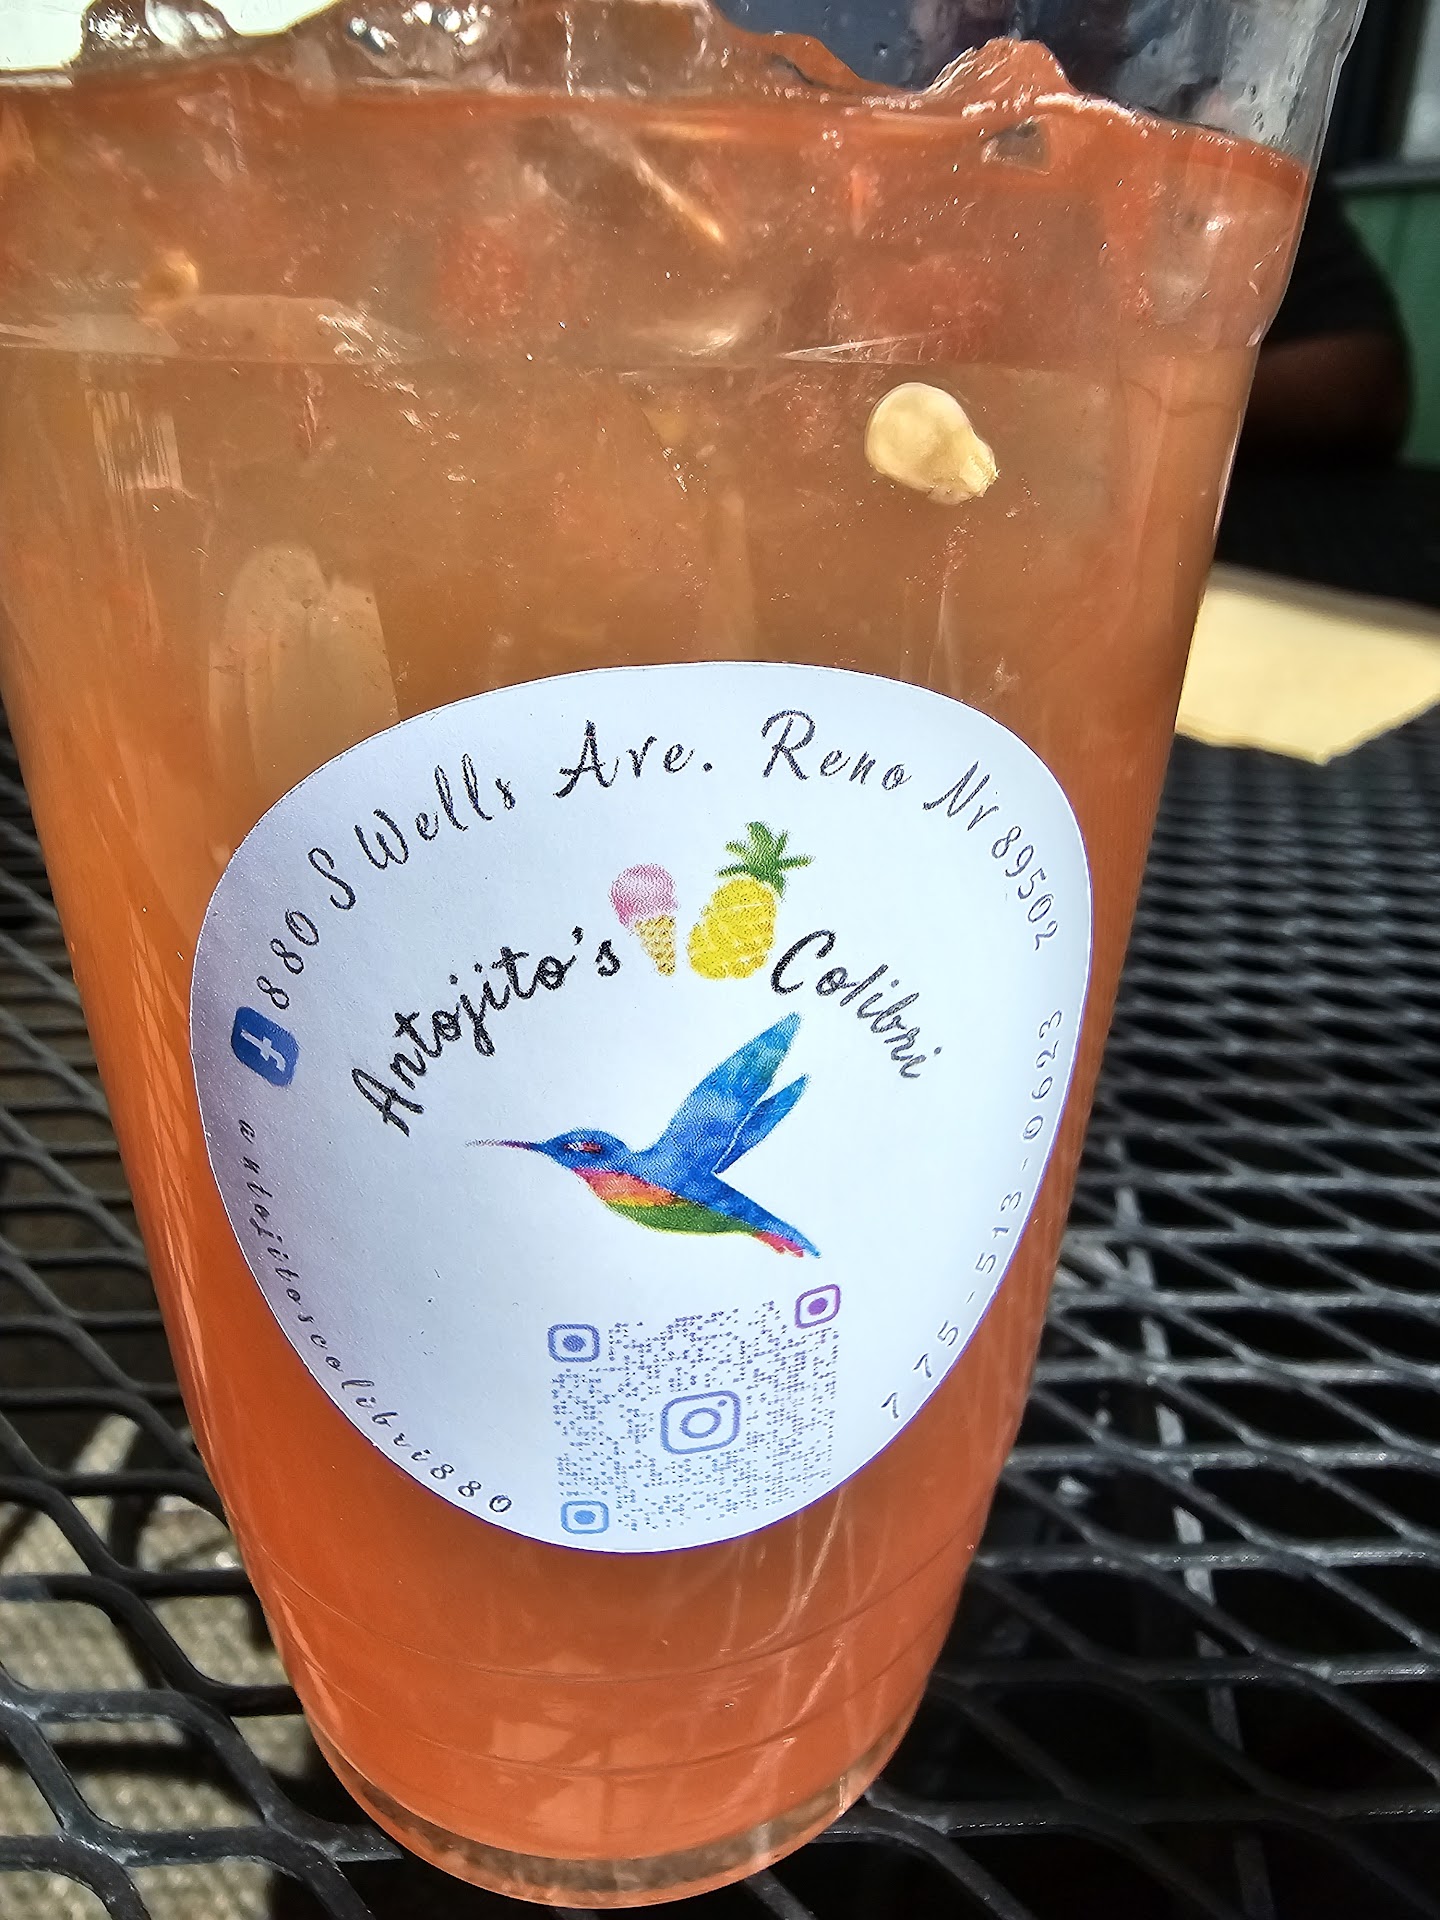 880 S Wells Ave. Reno Nv 89502
Antojito's Colibri
antojitoscolibri880
775-513-0623